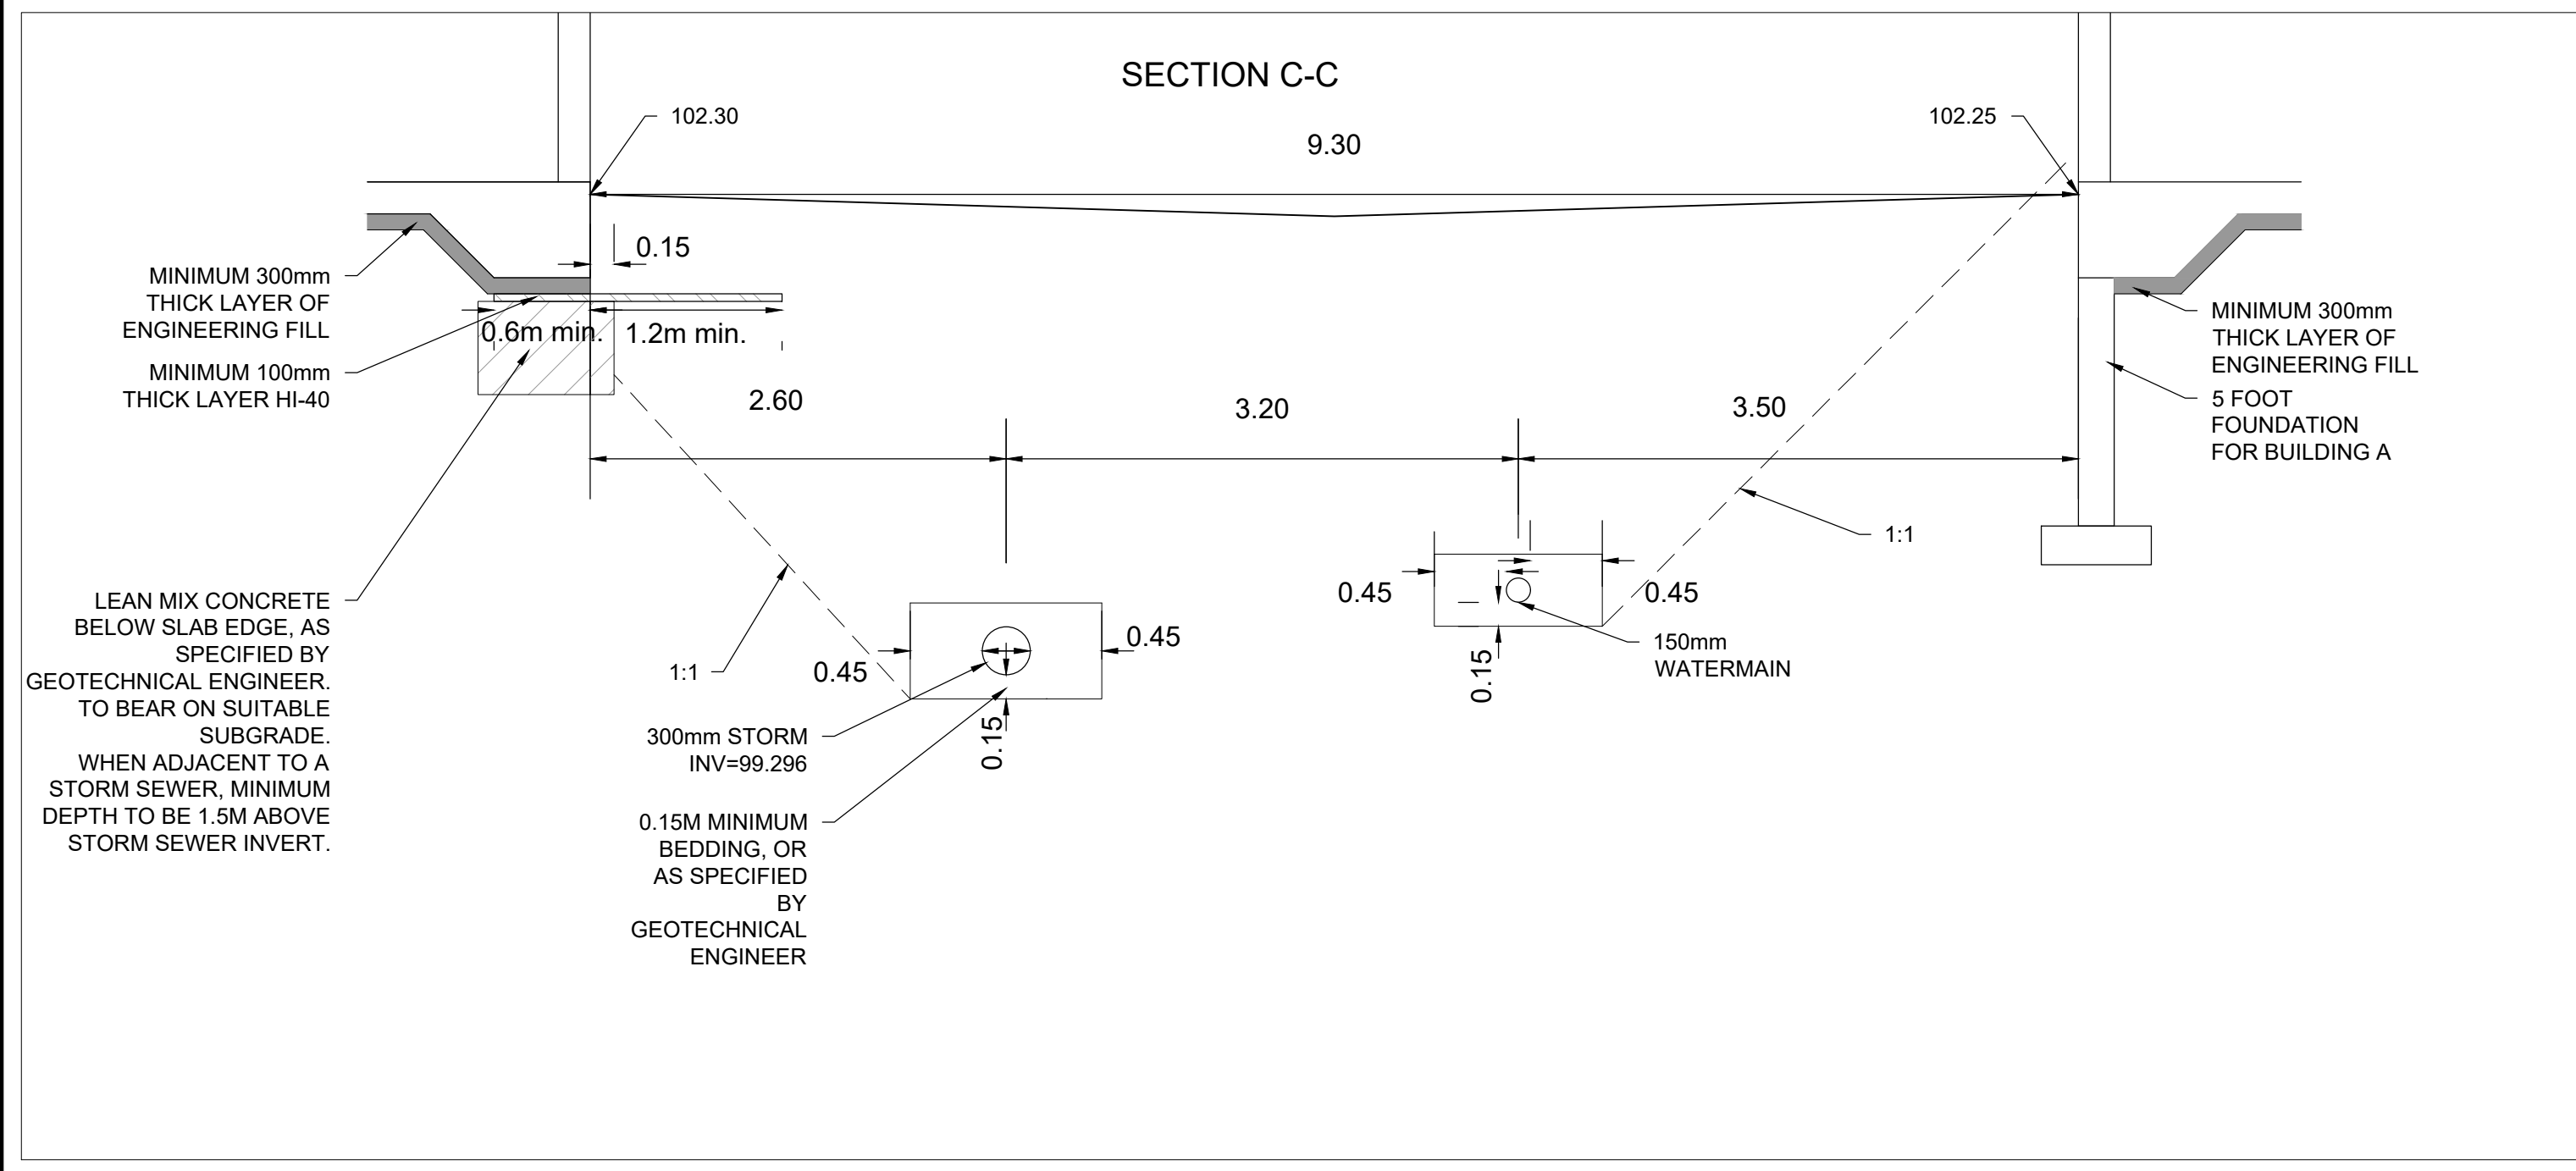 SECTION C-C
102.30
102.25
9.30
0.15
MINIMUM 300mm
THICK LAYER OF
ENGINEERING FILL
0.6m min.
1.2m min.
MINIMUM 100mm
THICK LAYER HI-40
MINIMUM 300mm
THICK LAYER OF
ENGINEERING FILL
5 FOOT
FOUNDATION
FOR BUILDING A
2.60
3.20
3.50
1:1
LEAN MIX CONCRETE
BELOW SLAB EDGE, AS
SPECIFIED BY
GEOTECHNICAL ENGINEER.
TO BEAR ON SUITABLE
SUBGRADE.
WHEN ADJACENT TO A
STORM SEWER, MINIMUM
DEPTH TO BE 1.5M ABOVE
STORM SEWER INVERT.
1:1
0.45
0.45
0.15
300mm STORM
INV=99.296
0.15M MINIMUM
BEDDING, OR
AS SPECIFIED
BY
GEOTECHNICAL
ENGINEER
0.45
0.45
0.15
150mm
WATERMAIN